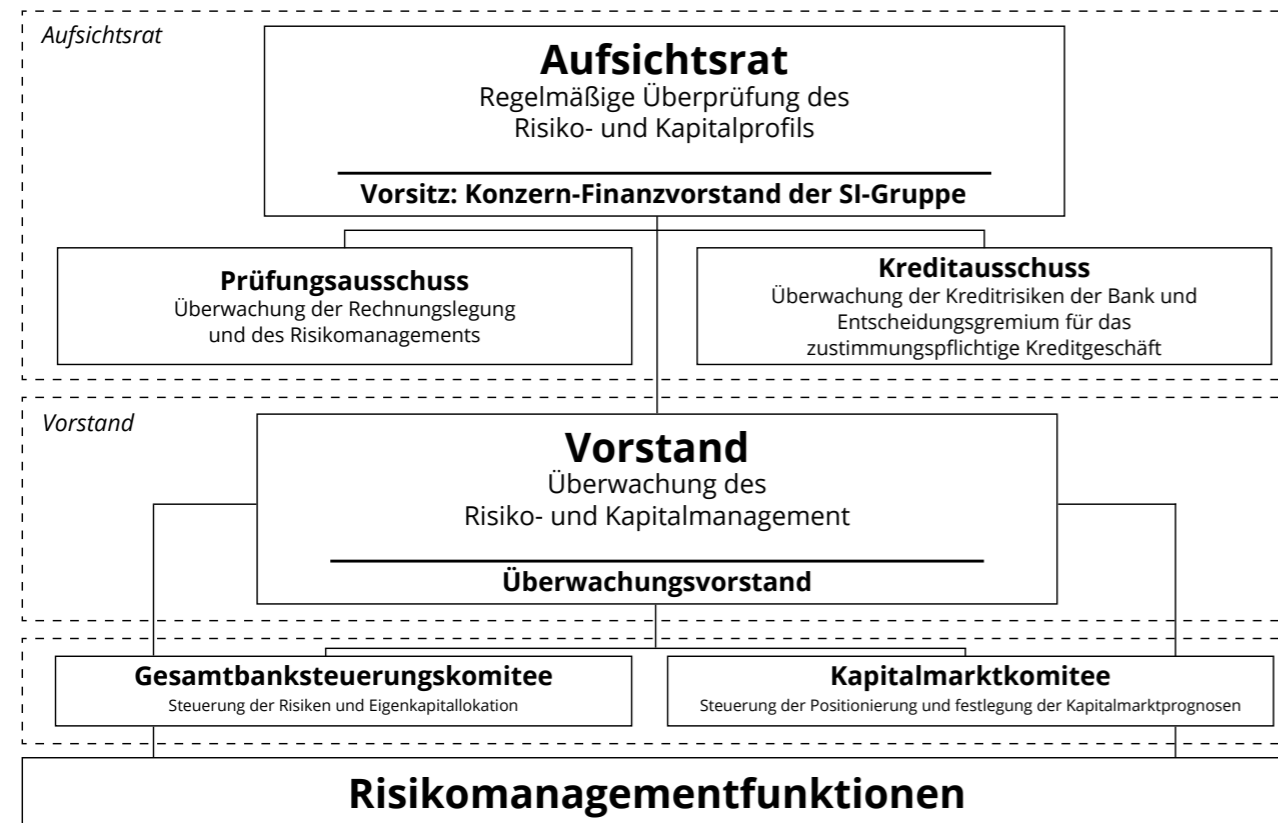 Aufsichtsrat
Aufsichtsrat
Regelmäßige Überprüfung des
Risiko- und Kapitalprofils
Vorsitz: Konzern-Finanzvorstand der SI-Gruppe
Prüfungsausschuss
Überwachung der Rechnungslegung
und des Risikomanagements
Kreditausschuss
Überwachung der Kreditrisiken der Bank und
Entscheidungsgremium für das
zustimmungspflichtige Kreditgeschäft
Vorstand
Vorstand
Überwachung des
Risiko- und Kapitalmanagement
Überwachungsvorstand
Gesamtbanksteuerungskomitee
Steuerung der Risiken und Eigenkapitallokation
Kapitalmarktkomitee
Steuerung der Positionierung und festlegung der Kapitalmarktprognosen
Risikomanagementfunktionen